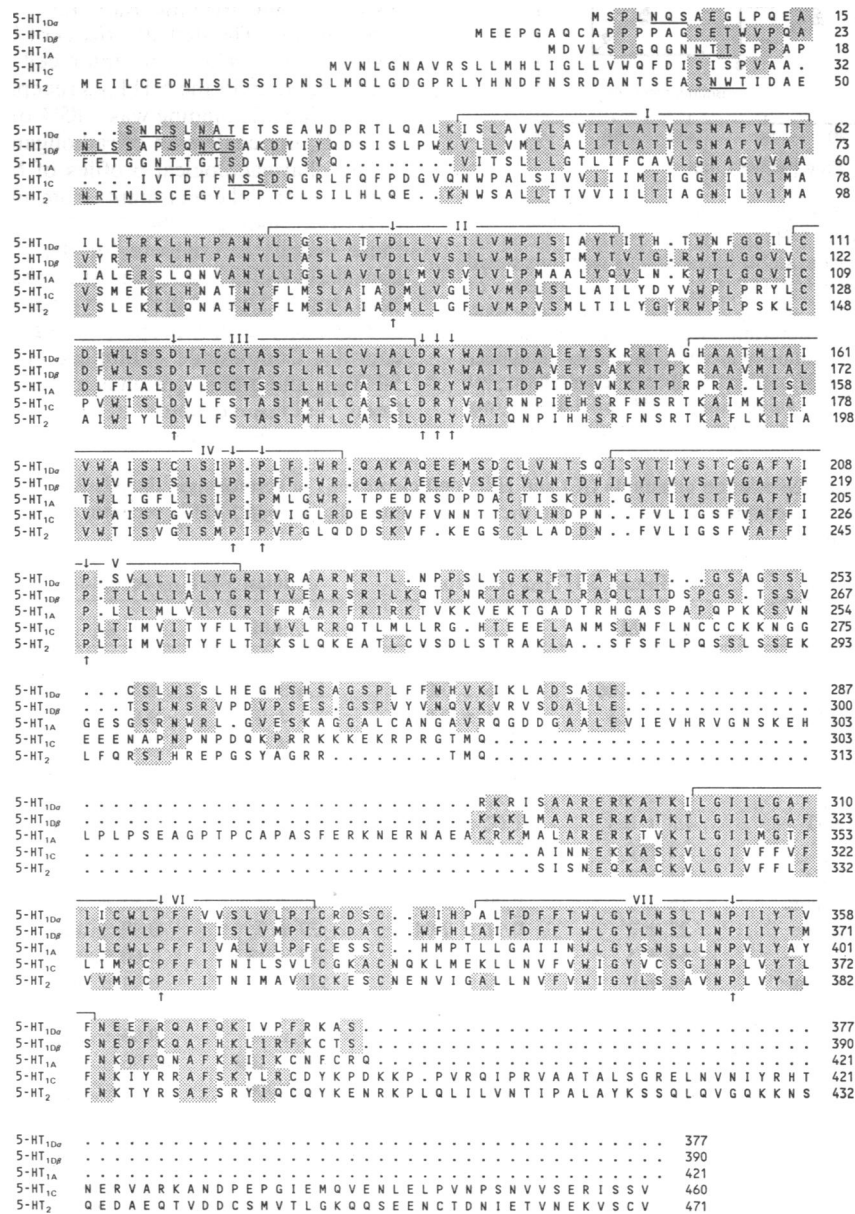 5-HT1Dα M S P L N Q S A E G L P Q E A 15
5-HT1Dβ M E E P G A Q C A P P P P A G S E T W V P Q A 23
5-HT1A M D V L S P G Q G N N T T S P P A P 18
5-HT1C M V N L G N A V R S L L M H L I G L L V W Q F D I S I S P V A A . 32
5-HT2 M E I L C E D N I S L S S I P N S L M Q L G D G P R L Y H N D F N S R D A N T S E A S N W T I D A E 50
I
5-HT1Dα . . . S N R S L N A T E T S E A W D P R T L Q A L K I S L A V V L S V I T L A T V L S N A F V L T T 62
5-HT1Dβ N L S S A P S Q N C S A K D Y I Y Q D S I S L P W K V L L V M L L A L I T L A T T L S N A F V I A T 73
5-HT1A F E T G G N T T G I S D V T V S Y Q . . . . . . . V I T S L L L G T L I F C A V L G N A C V V A A 60
5-HT1C . . . . I V T D T F N S S D G G R L F Q F P D G V Q N W P A L S I V V I I I M T I G G N I L V I M A 78
5-HT2 N R T N L S C E G Y L P P T C L S I L H L Q E . . K N W S A L L T T V V I I L T I A G N I L V I M A 98
↓ II
5-HT1Dα I L L T R K L H T P A N Y L I G S L A T T D L L V S I L V M P I S I A Y T I T H . T W N F G Q I L C 111
5-HT1Dβ V Y R T R K L H T P A N Y L I A S L A V T D L L V S I L V M P I S T M Y T V T G . R W T L G Q V V C 122
5-HT1A I A L E R S L Q N V A N Y L I G S L A V T D L M V S V L V L P M A A L Y Q V L N . K W T L G Q V T C 109
5-HT1C V S M E K K L H N A T N Y F L M S L A I A D M L V G L L V M P L S L L A I L Y D Y V W P L P R Y L C 128
5-HT2 V S L E K K L Q N A T N Y F L M S L A I A D M L L G F L V M P V S M L T I L Y G Y R W P L P S K L C 148
↑
↓ III ↓ ↓ ↓
5-HT1Dα D I W L S S D I T C C T A S I L H L C V I A L D R Y W A I T D A L E Y S K R R T A G H A A T M I A I 161
5-HT1Dβ D F W L S S D I T C C T A S I L H L C V I A L D R Y W A I T D A V E Y S A K R T P K R A A V M I A L 172
5-HT1A D L F I A L D V L C C T S S I L H L C A I A L D R Y W A I T D P I D Y V N K R T P R P R A . L I S L 158
5-HT1C P V W I S L D V L F S T A S I M H L C A I S L D R Y V A I R N P I E H S R F N S R T K A I M K I A I 178
5-HT2 A I W I Y L D V L F S T A S I M H L C A I S L D R Y V A I Q N P I H H S R F N S R T K A F L K I I A 198
↑ ↑ ↑ ↑
IV ↓ ↓
5-HT1Dα V W A I S I C I S I P . P L F . W R . Q A K A Q E E M S D C L V N T S Q I S Y T I Y S T C G A F Y I 208
5-HT1Dβ V W V F S I S I S L P . P F F . W R . Q A K A E E E V S E C V V N T D H I L Y T V Y S T V G A F Y F 219
5-HT1A T W L I G F L I S I P . P M L G W R . T P E D R S D P D A C T I S K D H . G Y T I Y S T F G A F Y I 205
5-HT1C V W A I S I G V S V P I P V I G L R D E S K V F V N N T T C V L N D P N . . F V L I G S F V A F F I 226
5-HT2 V W T I S V G I S M P I P V F G L Q D D S K V F . K E G S C L L A D D N . . F V L I G S F V A F F I 245
↑ ↑
↓ V
5-HT1Dα P . S V L L I I L Y G R I Y R A A R N R I L . N P P S L Y G K R F T T A H L I T . . . G S A G S S L 253
5-HT1Dβ P . T L L L I A L Y G R I Y V E A R S R I L K Q T P N R T G K R L T R A Q L I T D S P G S . T S S V 267
5-HT1A P . L L L M L V L Y G R I F R A A R F R I R K T V K K V E K T G A D T R H G A S P A P Q P K K S V N 254
5-HT1C P L T I M V I T Y F L T I Y V L R R Q T L M L L R G . H T E E E L A N M S L N F L N C C C K K N G G 275
5-HT2 P L T I M V I T Y F L T I K S L Q K E A T L C V S D L S T R A K L A . . S F S F L P Q S S L S S E K 293
↑
5-HT1Dα . . . C S L N S S L H E G H S H S A G S P L F F N H V K I K L A D S A L E . . . . . . . . . . . . . 287
5-HT1Dβ . . . T S I N S R V P D V P S E S . G S P V Y V N Q V K V R V S D A L L E . . . . . . . . . . . . . 300
5-HT1A G E S G S R N W R L . G V E S K A G G A L C A N G A V R Q G D D G A A L E V I E V H R V G N S K E H 303
5-HT1C E E E N A P N P N P D Q K P R R K K K E K R P R G T M Q . . . . . . . . . . . . . . . . . . . . . . 303
5-HT2 L F Q R S I H R E P G S Y A G R R . . . . . . . T M Q . . . . . . . . . . . . . . . . . . . . . . 313
5-HT1Dα . . . . . . . . . . . . . . . . . . . . . . . . . . . R K R I S A A R E R K A T K I L G I I L G A F 310
5-HT1Dβ . . . . . . . . . . . . . . . . . . . . . . . . . . . K K K L M A A R E R K A T K T L G I I L G A F 323
5-HT1A L P L P S E A G P T P C A P A S F E R K N E R N A E A K R K M A L A R E R K T V K T L G I I M G T F 353
5-HT1C . . . . . . . . . . . . . . . . . . . . . . . . . . . . . . . A I N N E K K A S K V L G I V F F V F 322
5-HT2 . . . . . . . . . . . . . . . . . . . . . . . . . . . . . . . S I S N E Q K A C K V L G I V F F L F 332
↓ VI VII ↓
5-HT1Dα I I C W L P F F V V S L V L P I C R D S C . . W I H P A L F D F F T W L G Y L N S L I N P I I Y T V 358
5-HT1Dβ I V C W L P F F I I S L V M P I C K D A C . . W F H L A I F D F F T W L G Y L N S L I N P I I Y T M 371
5-HT1A I L C W L P F F I V A L V L P F C E S S C . . H M P T L L G A I I N W L G Y S N S L L N P V I Y A Y 401
5-HT1C L I M W C P F F I T N I L S V L C G K A C N Q K L M E K L L N V F V W I G Y V C S G I N P L V Y T L 372
5-HT2 V V M W C P F F I T N I M A V I C K E S C N E N V I G A L L N V F V W I G Y L S S A V N P L V Y T L 382
↑ ↑
5-HT1Dα F N E E F R Q A F Q K I V P F R K A S . . . . . . . . . . . . . . . . . . . . . . . . . . . . . . . 377
5-HT1Dβ S N E D F K Q A F H K L I R F K C T S . . . . . . . . . . . . . . . . . . . . . . . . . . . . . . . 390
5-HT1A F N K D F Q N A F K K I I K C N F C R Q . . . . . . . . . . . . . . . . . . . . . . . . . . . . . . 421
5-HT1C F N K I Y R R A F S K Y L R C D Y K P D K K P . P V R Q I P R V A A T A L S G R E L N V N I Y R H T 421
5-HT2 F N K T Y R S A F S R Y I Q C Q Y K E N R K P L Q L I L V N T I P A L A Y K S S Q L Q V G Q K K N S 432
5-HT1Dα . . . . . . . . . . . . . . . . . . . . . . . . . . . . . . . . . . . . . . . 377
5-HT1Dβ . . . . . . . . . . . . . . . . . . . . . . . . . . . . . . . . . . . . . . . 390
5-HT1A . . . . . . . . . . . . . . . . . . . . . . . . . . . . . . . . . . . . . . . 421
5-HT1C N E R V A R K A N D P E P G I E M Q V E N L E L P V N P S N V V S E R I S S V 460
5-HT2 Q E D A E Q T V D D C S M V T L G K Q Q S E E N C T D N I E T V N E K V S C V 471